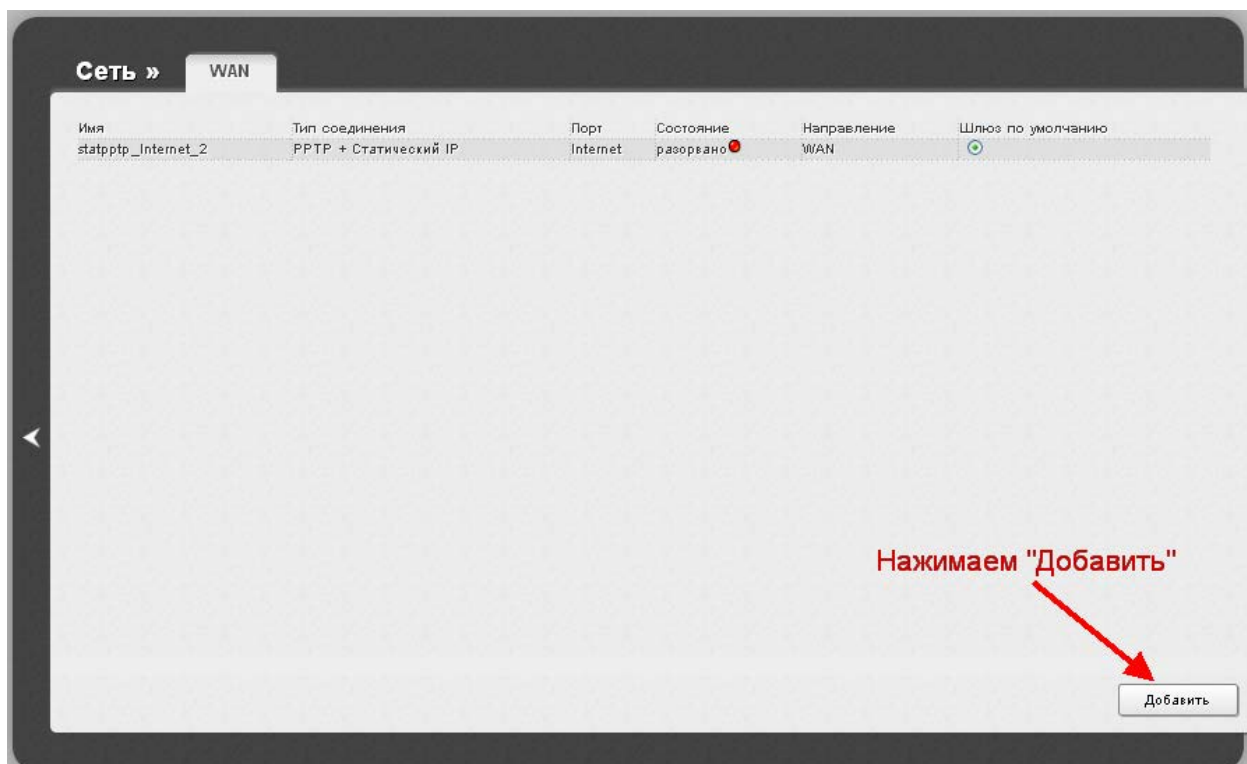 Сеть » WAN
Имя Тип соединения Порт Состояние Направление Шлюз по умолчанию
statpptp_Internet_2 PPTP + Статический IP Internet разорвано WAN
Нажимаем "Добавить"
Добавить